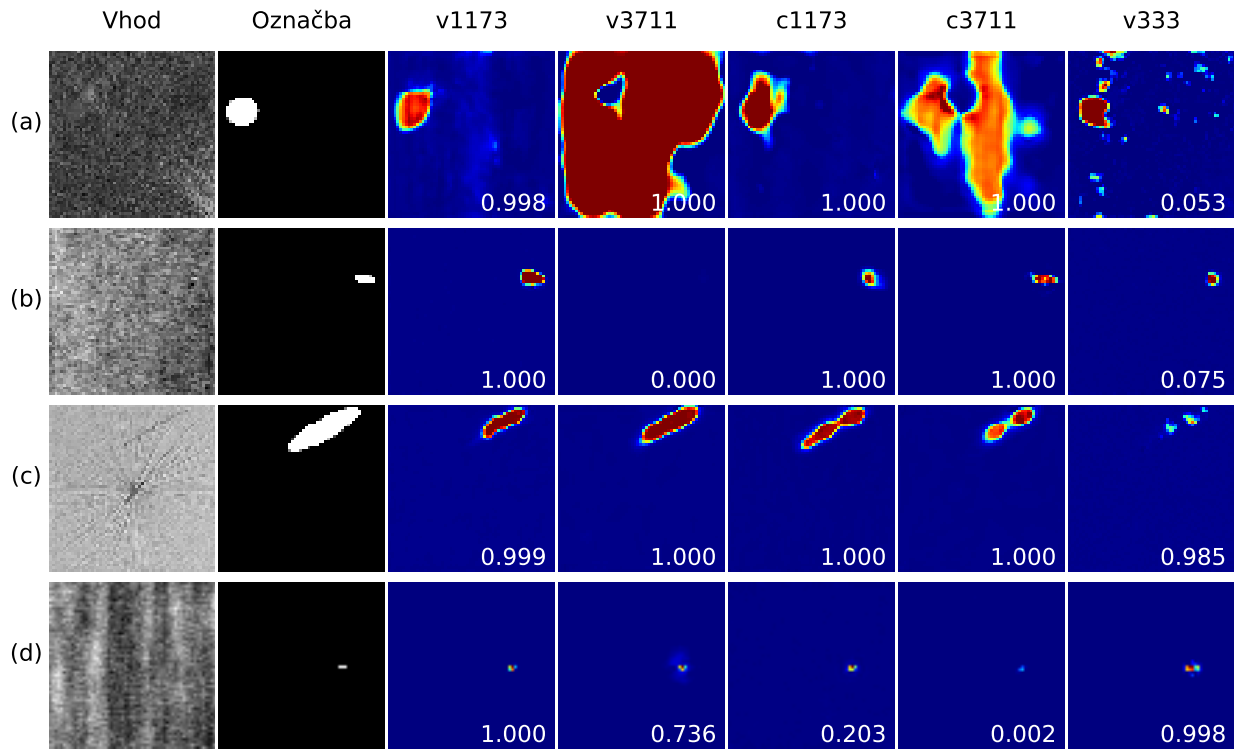 Vhod Označba v1173 v3711 c1173 c3711 v333
(a) 0.998 1.000 1.000 1.000 0.053
(b) 1.000 0.000 1.000 1.000 0.075
(c) 0.999 1.000 1.000 1.000 0.985
(d) 1.000 0.736 0.203 0.002 0.998